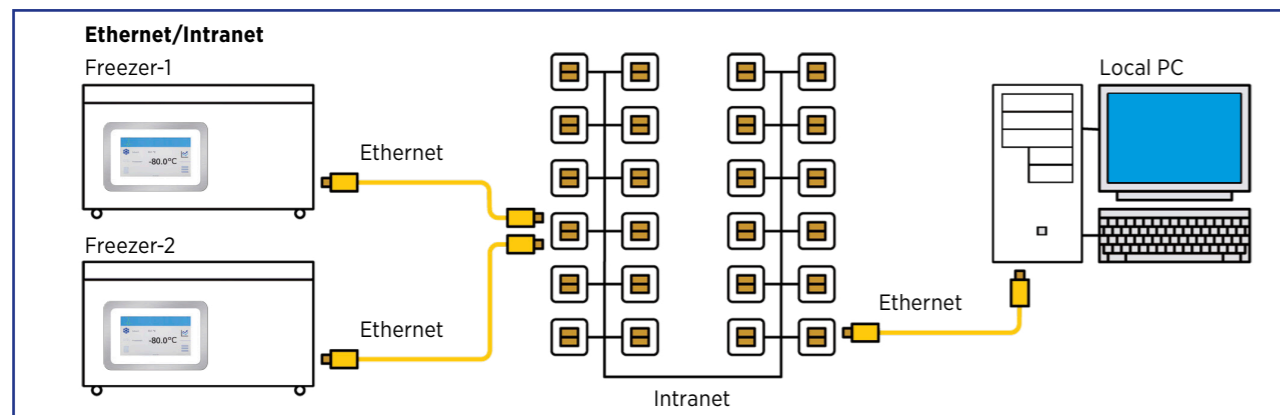 Ethernet/Intranet
Freezer-1
Local PC
Ethernet
-80.0°C
Freezer-2
Ethernet
Ethernet
-80.0°C
Intranet